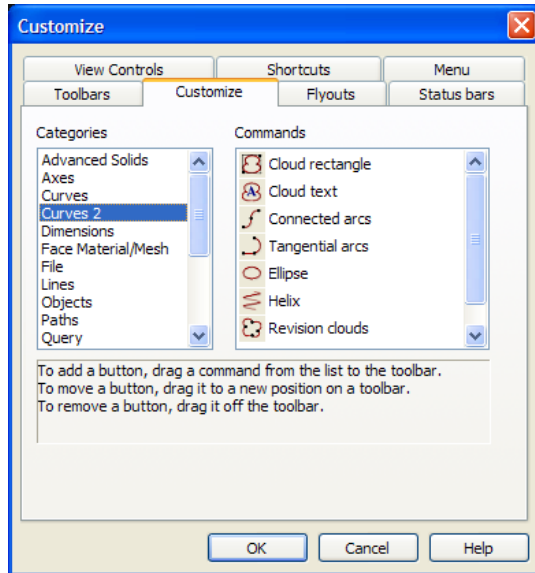 Customize
View Controls
Shortcuts
Menu
Toolbars
Customize
Flyouts
Status bars
Categories
Advanced Solids
Axes
Curves
Curves 2
Dimensions
Face Material/Mesh
File
Lines
Objects
Paths
Query
Commands
Cloud rectangle
A
Cloud text
Connected arcs
Tangential arcs
Ellipse
Helix
Revision clouds
To add a button, drag a command from the list to the toolbar.
To move a button, drag it to a new position on a toolbar.
To remove a button, drag it off the toolbar.
OK
Cancel
Help